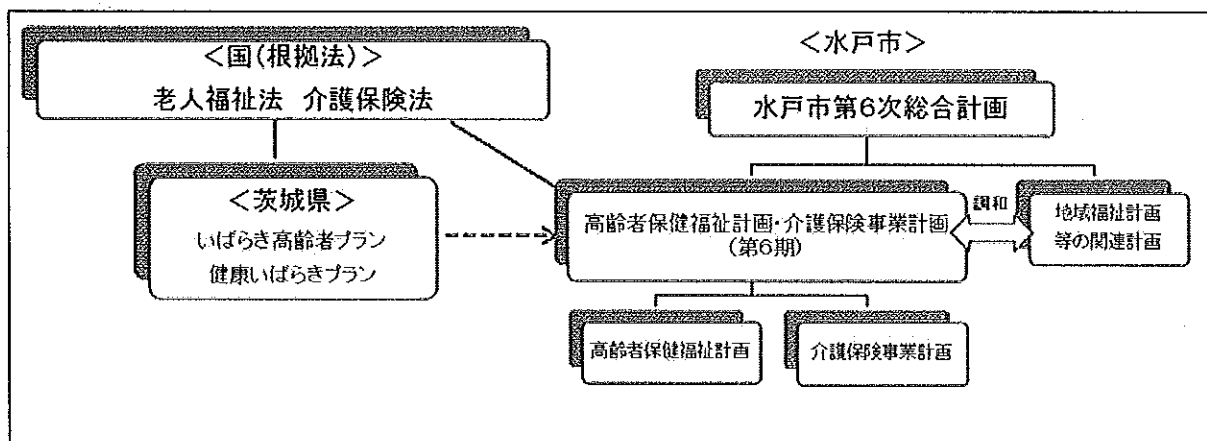 <国(根拠法)>
老人福祉法 介護保険法
<水戸市>
水戸市第6次総合計画
<茨城県>
いばらき高齢者プラン
健康いばらきプラン
高齢者保健福祉計画・介護保険事業計画
(第6期)
調和
地域福祉計画
等の関連計画
高齢者保健福祉計画
介護保険事業計画